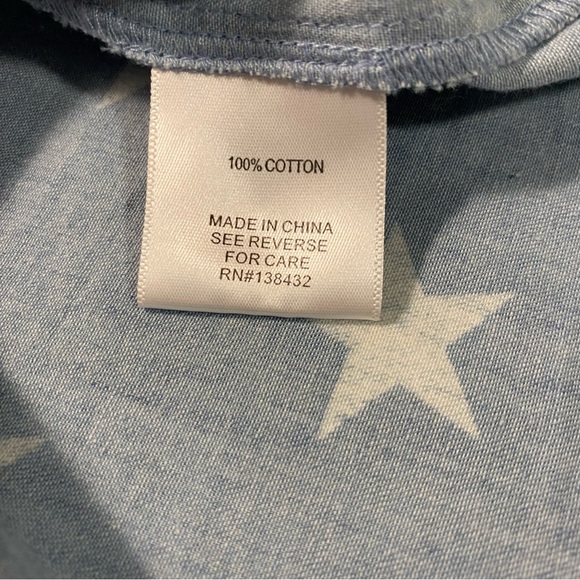 100% COTTON
MADE IN CHINA
SEE REVERSE
FOR CARE
RN#138432